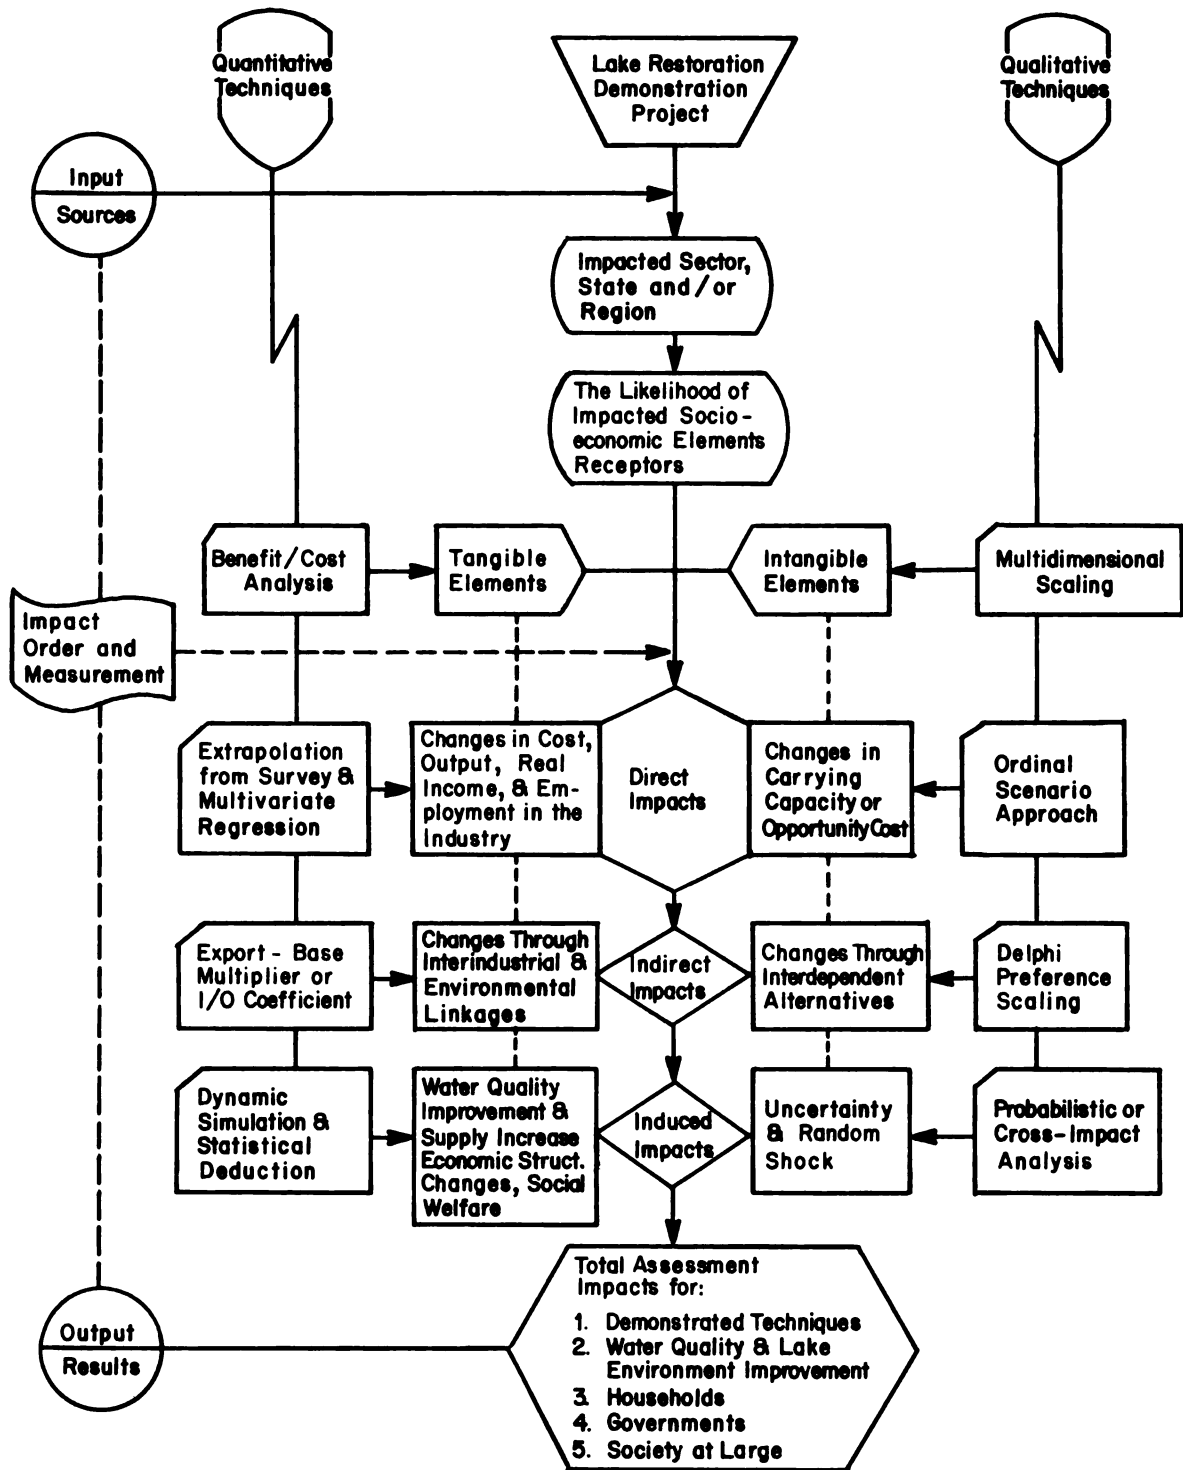 Quantitative
Techniques
Lake Restoration
Demonstration
Project
Qualitative
Techniques
Input
Sources
Impacted Sector,
State and/or
Region
The Likelihood of
Impacted Socio-
economic Elements
Receptors
Benefit/Cost
Analysis
Tangible
Elements
Intangible
Elements
Multidimensional
Scaling
Impact
Order and
Measurement
Extrapolation
from Survey &
Multivariate
Regression
Changes in Cost,
Output, Real
Income, & Em-
ployment in the
Industry
Direct
Impacts
Changes in
Carrying
Capacity or
Opportunity Cost
Ordinal
Scenario
Approach
Export-Base
Multiplier or
I/O Coefficient
Changes Through
Interindustrial &
Environmental
Linkages
Indirect
Impacts
Changes Through
Interdependent
Alternatives
Delphi
Preference
Scaling
Dynamic
Simulation &
Statistical
Deduction
Water Quality
Improvement &
Supply Increase
Economic Struct.
Changes, Social
Welfare
Induced
Impacts
Uncertainty
& Random
Shock
Probabilistic or
Cross-Impact
Analysis
Output
Results
Total Assessment
Impacts for:
1. Demonstrated Techniques
2. Water Quality & Lake
Environment Improvement
3. Households
4. Governments
5. Society at Large